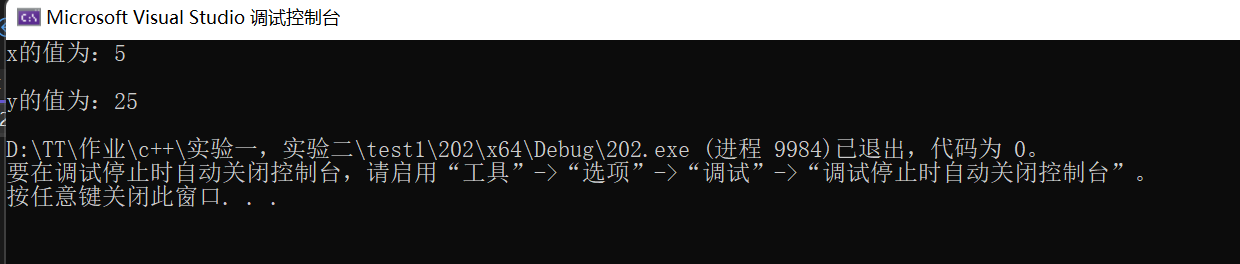 Microsoft Visual Studio 调试控制台
x的值为：5
y的值为：25
D:\TT\作业\c++\实验一，实验二\test1\202\x64\Debug\202.exe (进程 9984)已退出，代码为 0。
要在调试停止时自动关闭控制台，请启用“工具”->“选项”->“调试”->“调试停止时自动关闭控制台”。
按任意键关闭此窗口. . .